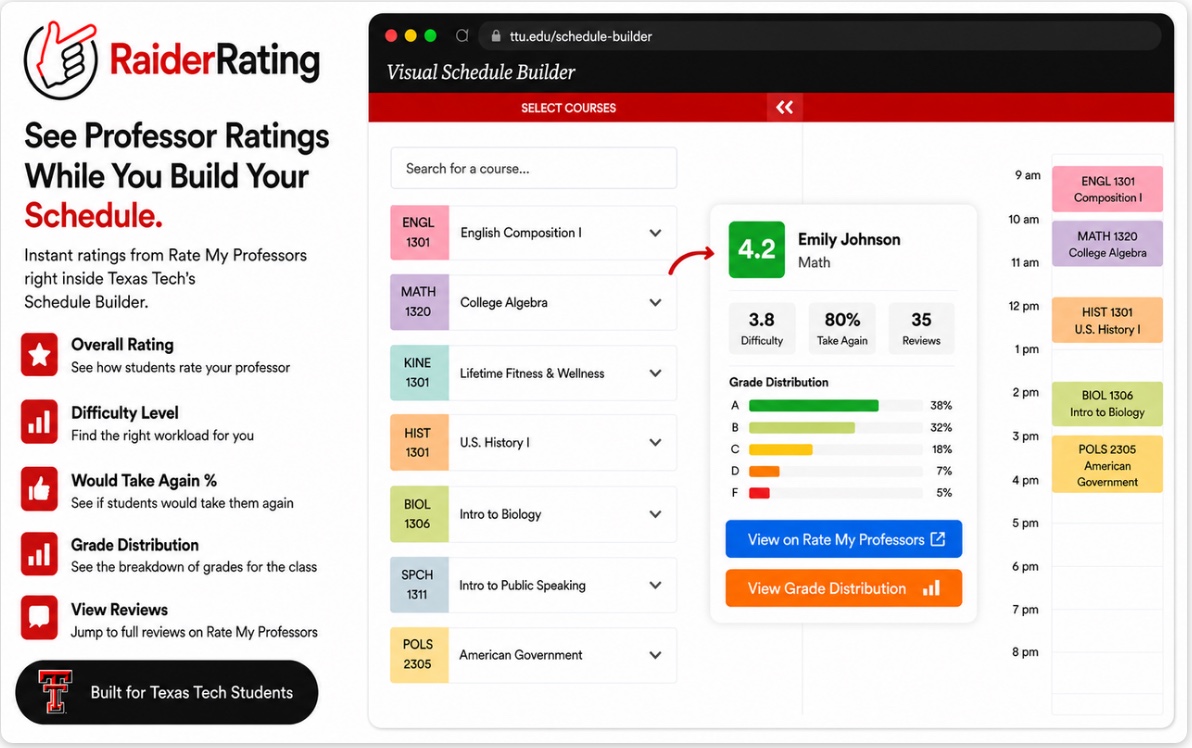 RaiderRating
See Professor Ratings
While You Build Your
Schedule.
Instant ratings from Rate My Professors
right inside Texas Tech's
Schedule Builder.
Overall Rating
See how students rate your professor
Difficulty Level
Find the right workload for you
Would Take Again %
See if students would take them again
Grade Distribution
See the breakdown of grades for the class
View Reviews
Jump to full reviews on Rate My Professors
Built for Texas Tech Students
ttu.edu/schedule-builder
Visual Schedule Builder
SELECT COURSES
Search for a course...
ENGL
1301
English Composition I
MATH
1320
College Algebra
KINE
1301
Lifetime Fitness & Wellness
HIST
1301
U.S. History I
BIOL
1306
Intro to Biology
SPCH
1311
Intro to Public Speaking
POLS
2305
American Government
4.2
Emily Johnson
Math
3.8
Difficulty
80%
Take Again
35
Reviews
Grade Distribution
A 38%
B 32%
C 18%
D 7%
F 5%
View on Rate My Professors
View Grade Distribution
9 am
10 am
11 am
12 pm
1 pm
2 pm
3 pm
4 pm
5 pm
6 pm
7 pm
8 pm
ENGL 1301
Composition I
MATH 1320
College Algebra
HIST 1301
U.S. History I
BIOL 1306
Intro to Biology
POLS 2305
American
Government